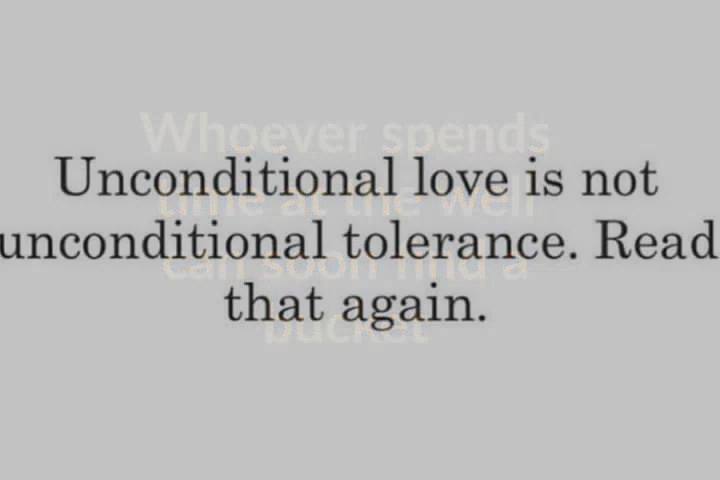 Whoever spends
Unconditional love is not
time at the well
unconditional tolerance. Read
can soon find a
that again.
bucket